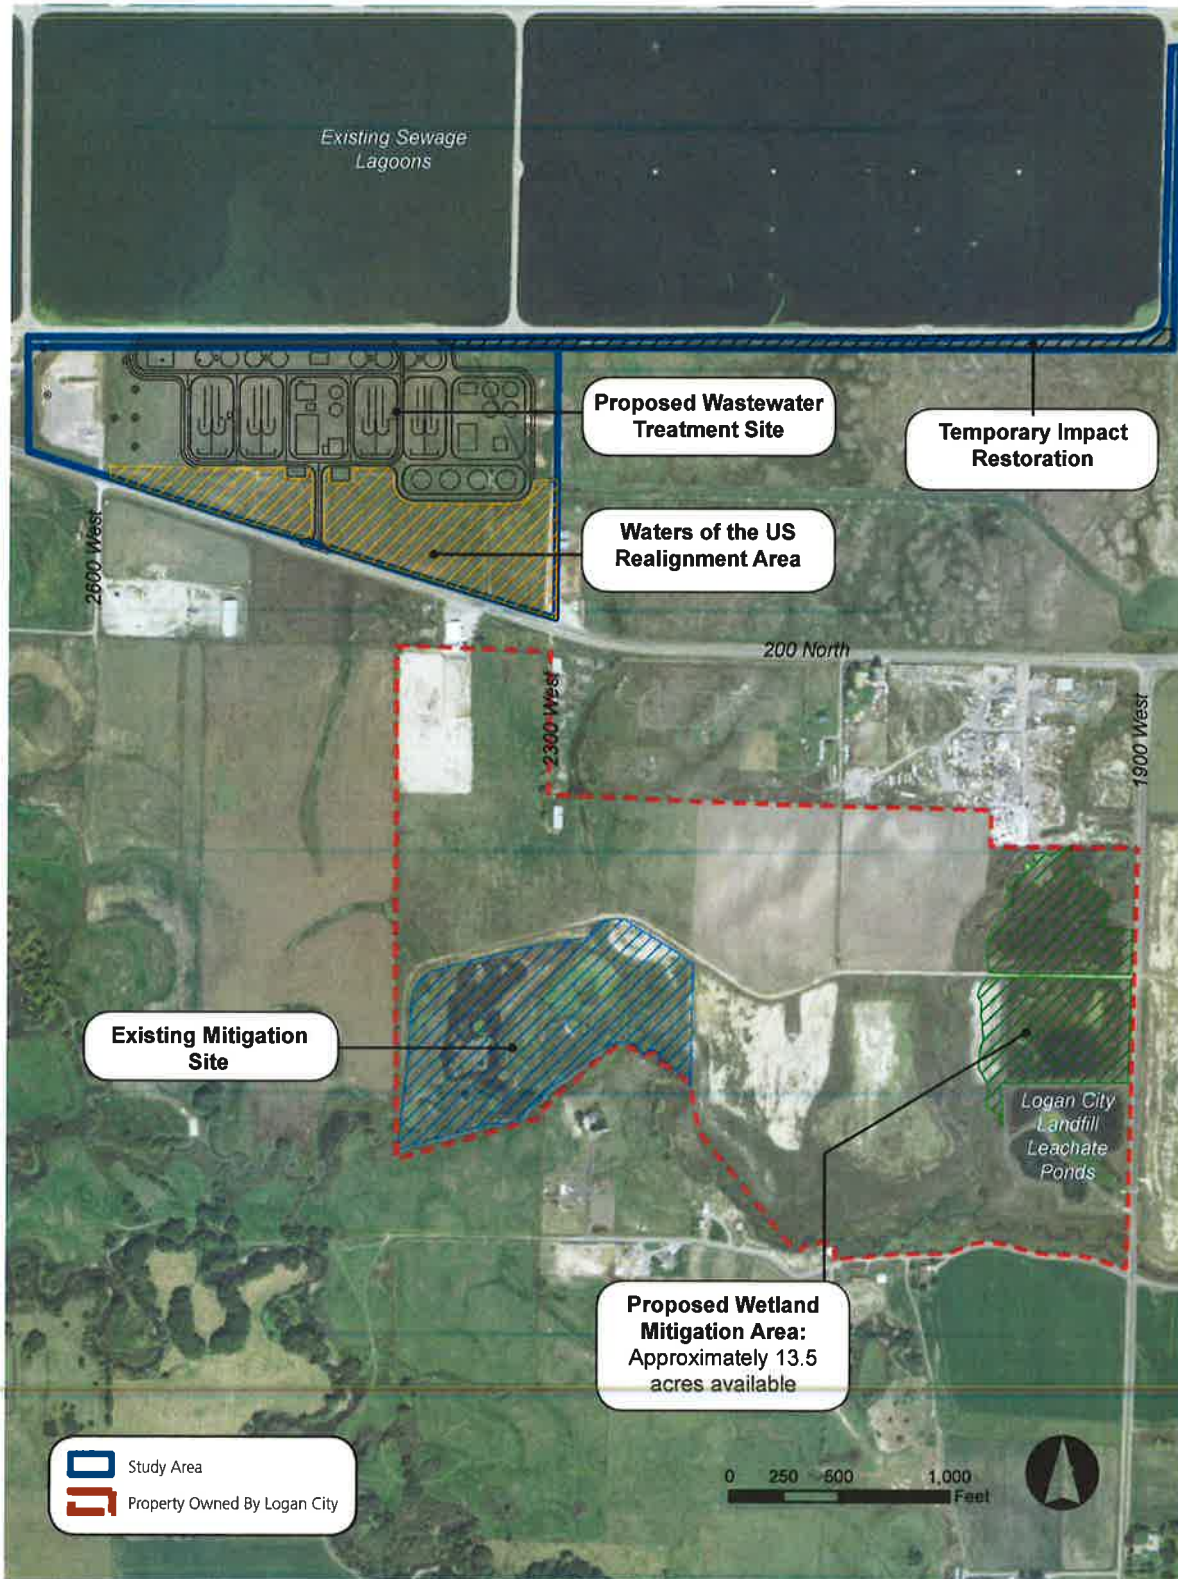 Existing Sewage
Lagoons
Proposed Wastewater
Treatment Site
Temporary Impact
Restoration
Waters of the US
Realignment Area
2600 West
200 North
2300 West
1900 West
Existing Mitigation
Site
Logan City
Landfill
Leachate
Ponds
Proposed Wetland
Mitigation Area:
Approximately 13.5
acres available
Study Area
Property Owned By Logan City
0 250 500 1,000
Feet